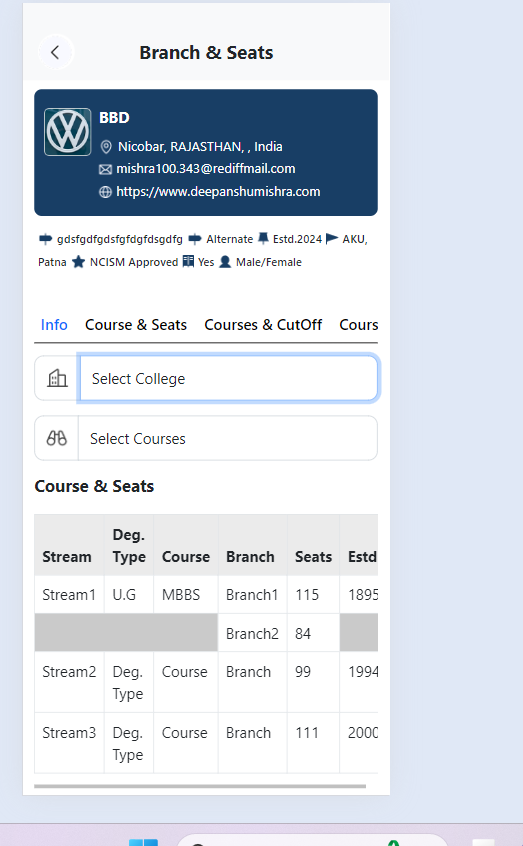 Branch & Seats
BBD
Nicobar, RAJASTHAN, , India
mishra100.343@rediffmail.com
https://www.deepanshumishra.com
gdsfgdfgdsfgfdgfdsgdfg Alternate Estd.2024 AKU,
Patna NCISM Approved Yes Male/Female
Info Course & Seats Courses & CutOff Cours
Select College
Select Courses
Course & Seats
Deg.
Stream Type Course Branch Seats Estd
Stream1 U.G MBBS Branch1 115 1895
Branch2 84
Stream2 Deg. Course Branch 99 1994
Type
Stream3 Deg. Course Branch 111 2000
Type